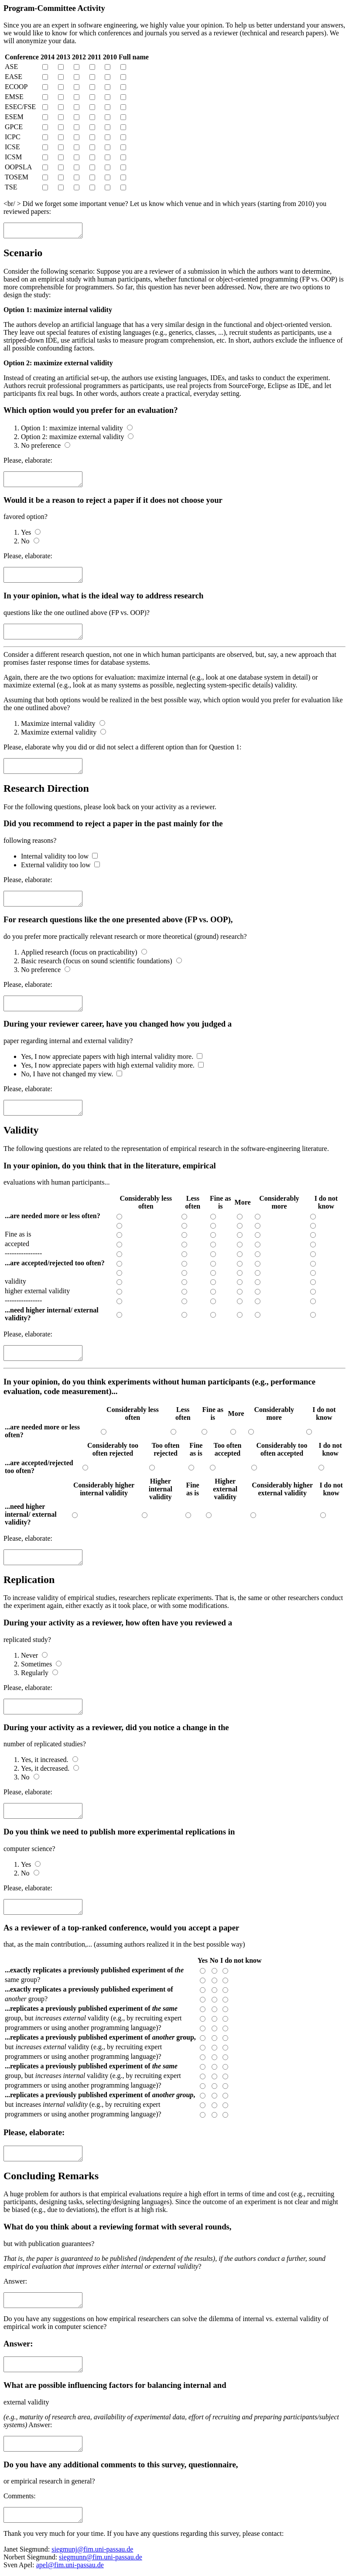 Program-Committee Activity
Since you are an expert in software engineering, we highly value your opinion. To help us better understand your answers,
we would like to know for which conferences and journals you served as a reviewer (technical and research papers). We
will anonymize your data.
Conference 2014 2013 2012 2011 2010 Full name
ASE
EASE
ECOOP
EMSE
ESEC/FSE
ESEM
GPCE
ICPC
ICSE
ICSM
OOPSLA
TOSEM
TSE
<br/ > Did we forget some important venue? Let us know which venue and in which years (starting from 2010) you
reviewed papers:
Scenario
Consider the following scenario: Suppose you are a reviewer of a submission in which the authors want to determine,
based on an empirical study with human participants, whether functional or object-oriented programming (FP vs. OOP) is
more comprehensible for programmers. So far, this question has never been addressed. Now, there are two options to
design the study:
Option 1: maximize internal validity
The authors develop an artificial language that has a very similar design in the functional and object-oriented version.
They leave out special features of existing languages (e.g., generics, classes, ...), recruit students as participants, use a
stripped-down IDE, use artificial tasks to measure program comprehension, etc. In short, authors exclude the influence of
all possible confounding factors.
Option 2: maximize external validity
Instead of creating an artificial set-up, the authors use existing languages, IDEs, and tasks to conduct the experiment.
Authors recruit professional programmers as participants, use real projects from SourceForge, Eclipse as IDE, and let
participants fix real bugs. In other words, authors create a practical, everyday setting.
Which option would you prefer for an evaluation?
1. Option 1: maximize internal validity
2. Option 2: maximize external validity
3. No preference
Please, elaborate:
Would it be a reason to reject a paper if it does not choose your
favored option?
1. Yes
2. No
Please, elaborate:
In your opinion, what is the ideal way to address research
questions like the one outlined above (FP vs. OOP)?
Consider a different research question, not one in which human participants are observed, but, say, a new approach that
promises faster response times for database systems.
Again, there are the two options for evaluation: maximize internal (e.g., look at one database system in detail) or
maximize external (e.g., look at as many systems as possible, neglecting system-specific details) validity.
Assuming that both options would be realized in the best possible way, which option would you prefer for evaluation like
the one outlined above?
1. Maximize internal validity
2. Maximize external validity
Please, elaborate why you did or did not select a different option than for Question 1:
Research Direction
For the following questions, please look back on your activity as a reviewer.
Did you recommend to reject a paper in the past mainly for the
following reasons?
Internal validity too low
External validity too low
Please, elaborate:
For research questions like the one presented above (FP vs. OOP),
do you prefer more practically relevant research or more theoretical (ground) research?
1. Applied research (focus on practicability)
2. Basic research (focus on sound scientific foundations)
3. No preference
Please, elaborate:
During your reviewer career, have you changed how you judged a
paper regarding internal and external validity?
Yes, I now appreciate papers with high internal validity more.
Yes, I now appreciate papers with high external validity more.
No, I have not changed my view.
Please, elaborate:
Validity
The following questions are related to the presentation of empirical research in the software-engineering literature.
In your opinion, do you think that in the literature, empirical
evaluations with human participants...
Considerably less often Less often Fine as is More Considerably more I do not know
...are needed more or less often?
Fine as is
accepted
----------------
...are accepted/rejected too often?
validity
higher external validity
----------------
...need higher internal/ external
validity?
Please, elaborate:
In your opinion, do you think experiments without human participants (e.g., performance
evaluation, code measurement)...
Considerably less often Less often Fine as is More Considerably more I do not know
...are needed more or less
often?
Considerably too often rejected Too often rejected Fine as is Too often accepted Considerably too often accepted I do not know
...are accepted/rejected
too often?
Considerably higher internal validity Higher internal validity Fine as is Higher external validity Considerably higher external validity I do not know
...need higher
internal/ external
validity?
Please, elaborate:
Replication
To increase validity of empirical studies, researchers replicate experiments. That is, the same or other researchers conduct
the experiment again, either exactly as it took place, or with some modifications.
During your activity as a reviewer, how often have you reviewed a
replicated study?
1. Never
2. Sometimes
3. Regularly
Please, elaborate:
During your activity as a reviewer, did you notice a change in the
number of replicated studies?
1. Yes, it increased.
2. Yes, it decreased.
3. No
Please, elaborate:
Do you think we need to publish more experimental replications in
computer science?
1. Yes
2. No
Please, elaborate:
As a reviewer of a top-ranked conference, would you accept a paper
that, as the main contribution,... (assuming authors realized it in the best possible way)
Yes No I do not know
...exactly replicates a previously published experiment of the
same group?
...exactly replicates a previously published experiment of
another group?
...replicates a previously published experiment of the same
group, but increases external validity (e.g., by recruiting expert
programmers or using another programming language)?
...replicates a previously published experiment of another group,
but increases external validity (e.g., by recruiting expert
programmers or using another programming language)?
...replicates a previously published experiment of the same
group, but increases internal validity (e.g., by recruiting expert
programmers or using another programming language)?
...replicates a previously published experiment of another group,
but increases internal validity (e.g., by recruiting expert
programmers or using another programming language)?
Please, elaborate:
Concluding Remarks
A huge problem for authors is that empirical evaluations require a high effort in terms of time and cost (e.g., recruiting
participants, designing tasks, selecting/designing languages). Since the outcome of an experiment is not clear and might
be biased (e.g., due to deviations), the effort is at high risk.
What do you think about a reviewing format with several rounds,
but with publication guarantees?
That is, the paper is guaranteed to be published (independent of the results), if the authors conduct a further, sound
empirical evaluation that improves either internal or external validity?
Answer:
Do you have any suggestions on how empirical researchers can solve the dilemma of internal vs. external validity of
empirical work in computer science?
Answer:
What are possible influencing factors for balancing internal and
external validity
(e.g., maturity of research area, availability of experimental data, effort of recruiting and preparing participants/subject
systems) Answer:
Do you have any additional comments to this survey, questionnaire,
or empirical research in general?
Comments:
Thank you very much for your time. If you have any questions regarding this survey, please contact:
Janet Siegmund: siegmunj@fim.uni-passau.de
Norbert Siegmund: siegmunn@fim.uni-passau.de
Sven Apel: apel@fim.uni-passau.de